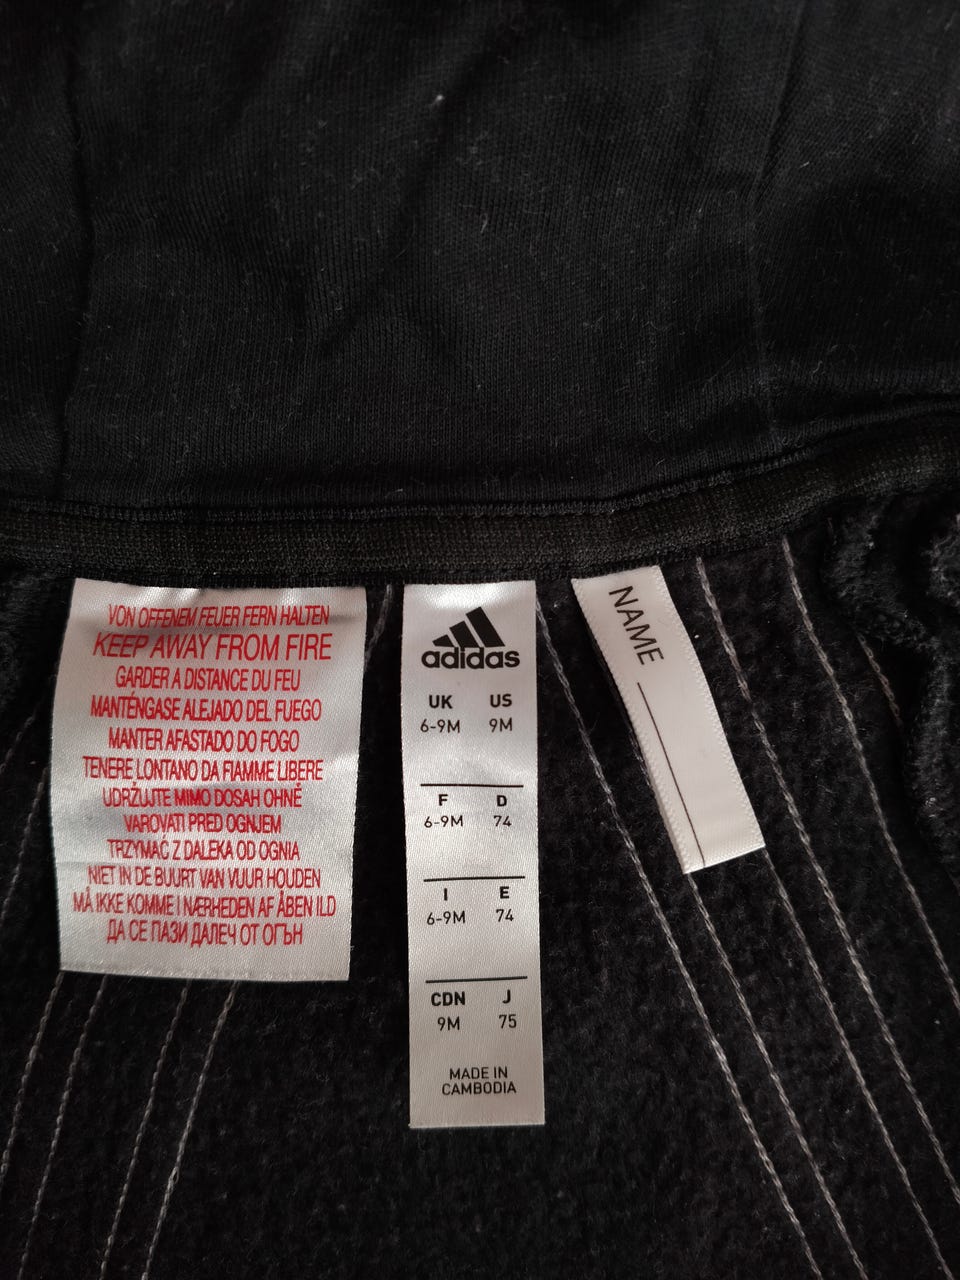 VON OFFENEM FEUER FERN HALTEN
KEEP AWAY FROM FIRE
GARDER A DISTANCE DU FEU
MANTÉNGASE ALEJADO DEL FUEGO
MANTER AFASTADO DO FOGO
TENERE LONTANO DA FIAMME LIBERE
UDRŽUJTE MIMO DOSAH OHNĚ
VAROVATI PRED OGNJEM
TRZYMAĆ Z DALEKA OD OGNIA
NIET IN DE BUURT VAN VUUR HOUDEN
MÅ IKKE KOMME I NÆRHEDEN AF ÅBEN ILD
ДА СЕ ПАЗИ ДАЛЕЧ ОТ ОГЪН
adidas
UK US
6-9M 9M
F D
6-9M 74
I E
6-9M 74
CDN J
9M 75
MADE IN
CAMBODIA
NAME